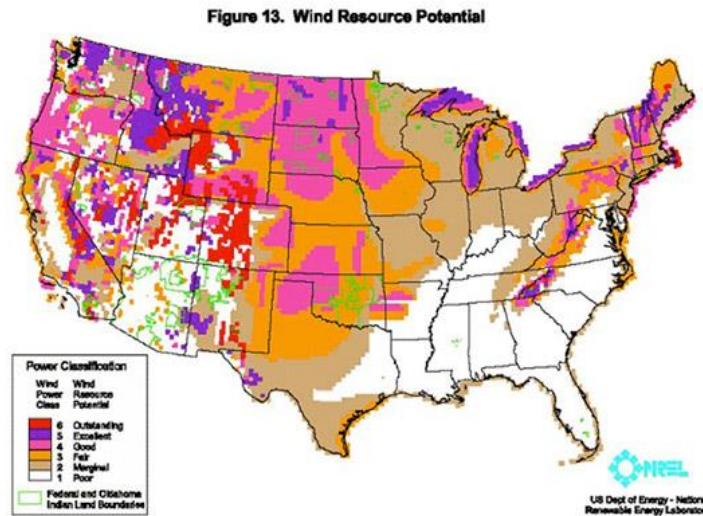 Figure 13. Wind Resource Potential
Power Classification
Wind Wind
Power Resource
Class Potential
6 Outstanding
5 Excellent
4 Good
3 Fair
2 Marginal
1 Poor
Federal and Oklahoma
Indian Land Boundaries
NREL
US Dept of Energy - Nation
Renewable Energy Laborato